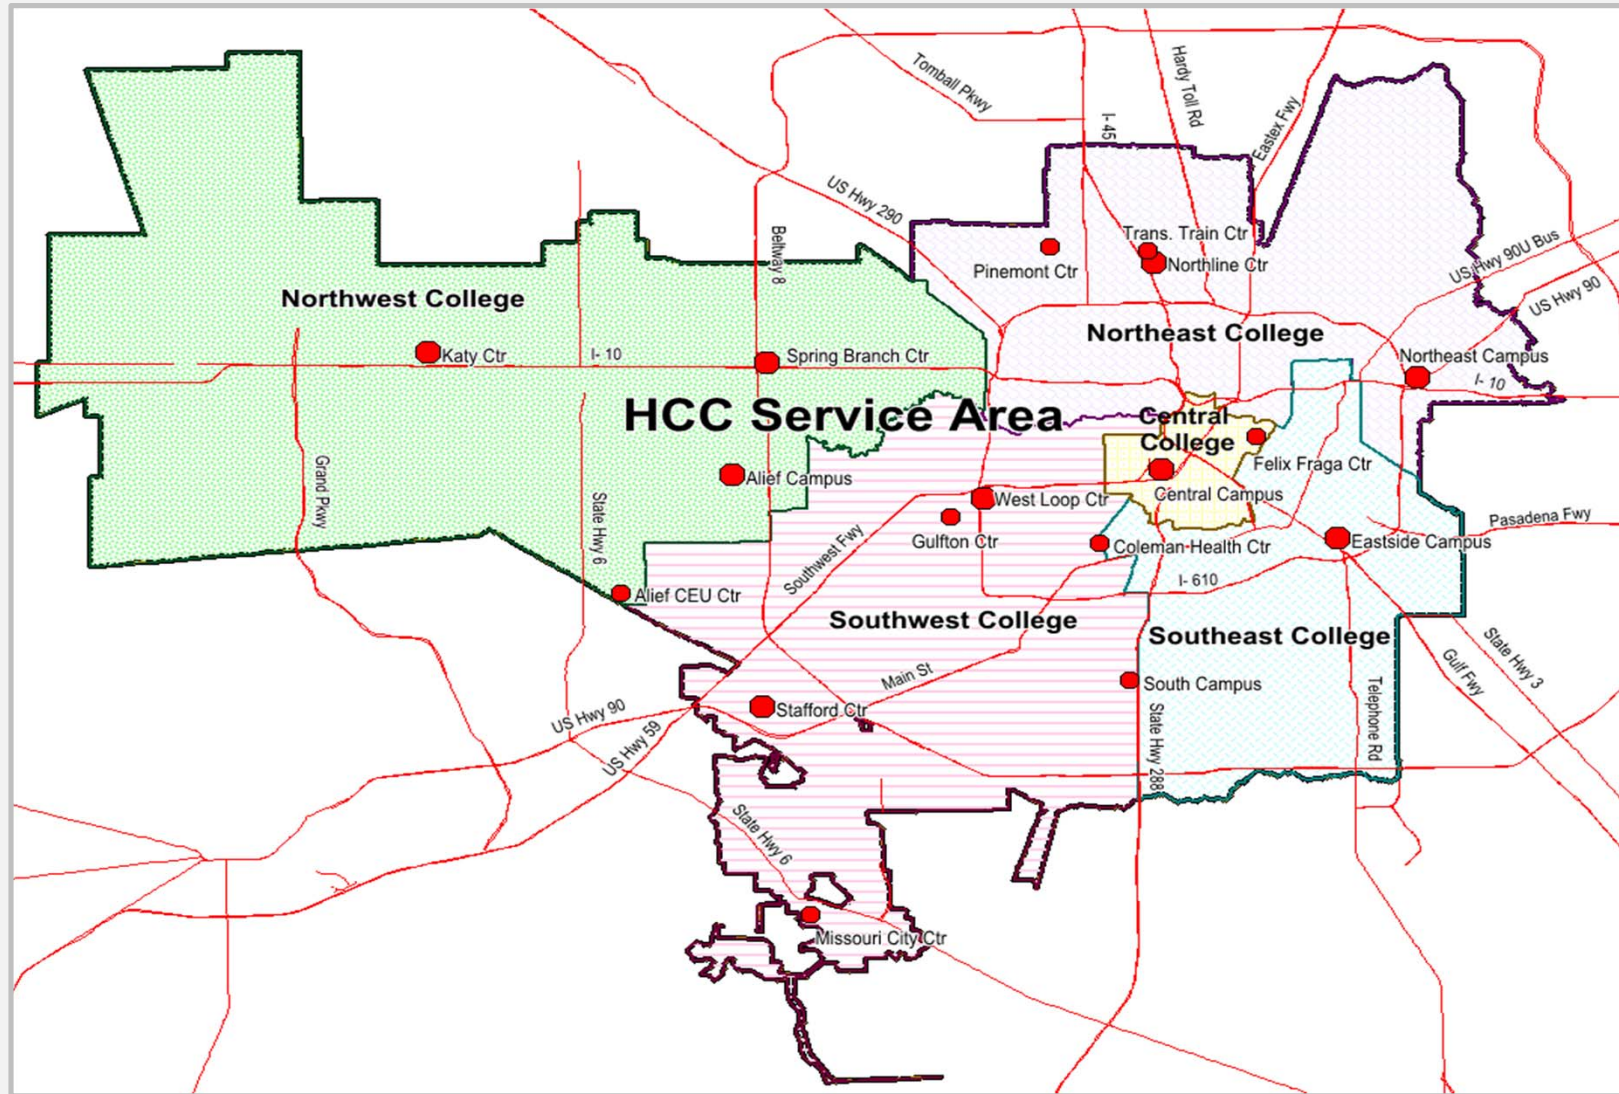 Tomball Pkwy
Hardy Toll Rd
I-45
Eastex Fwy
US Hwy 290
Beltway 8
Trans. Train Ctr
Pinemont Ctr
Northline Ctr
US Hwy 90U Bus
US Hwy 90
Northwest College
Northeast College
Katy Ctr
I- 10
Spring Branch Ctr
Northeast Campus
I- 10
HCC Service Area
Central
College
Felix Fraga Ctr
Alief Campus
Central Campus
West Loop Ctr
Grand Pkwy
State Hwy 6
Southwest Fwy
Gulfton Ctr
Coleman Health Ctr
Eastside Campus
Pasadena Fwy
I- 610
Alief CEU Ctr
Southwest College
Southeast College
State Hwy 3
Gulf Fwy
Main St
South Campus
Telephone Rd
Stafford Ctr
US Hwy 90
US Hwy 59
State Hwy 288
State Hwy 6
Missouri City Ctr